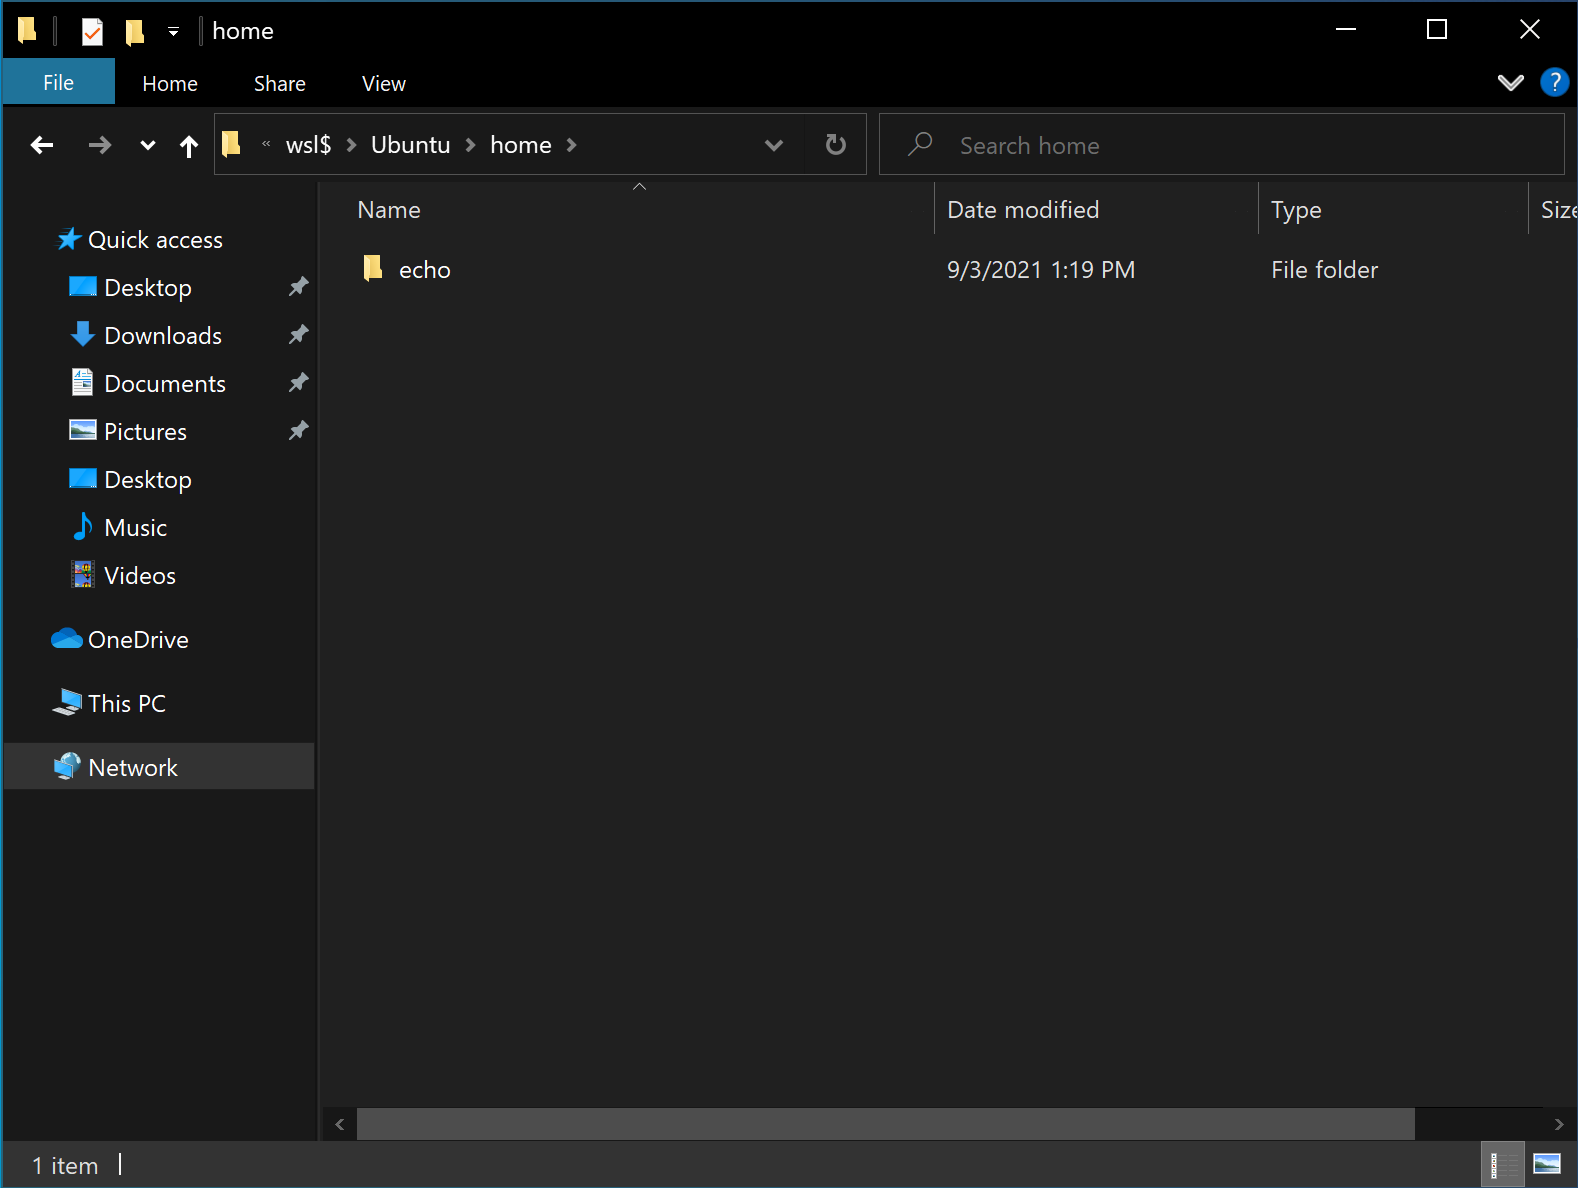 home
File Home Share View ?
« wsl$ Ubuntu home Search home
Name Date modified Type Size
echo 9/3/2021 1:19 PM File folder
Quick access
Desktop
Downloads
Documents
Pictures
Desktop
Music
Videos
OneDrive
This PC
Network
1 item